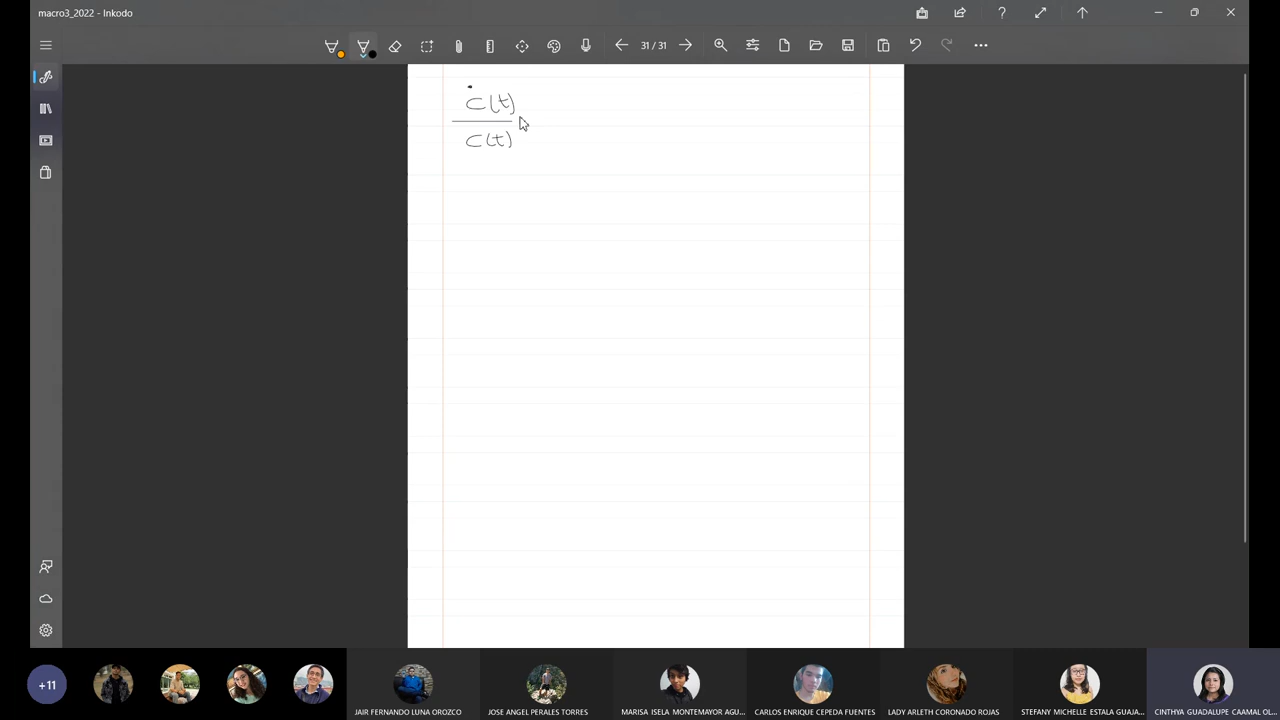 macro3_2022 - Inkodo
31 / 31
ċ(t)
c(t)
+11
JAIR FERNANDO LUNA OROZCO
JOSE ANGEL PERALES TORRES
MARISA ISELA MONTEMAYOR AGU...
CARLOS ENRIQUE CEPEDA FUENTES
LADY ARLETH CORONADO ROJAS
STEFANY MICHELLE ESTALA GUAJA...
CINTHYA GUADALUPE CAAMAL OL...